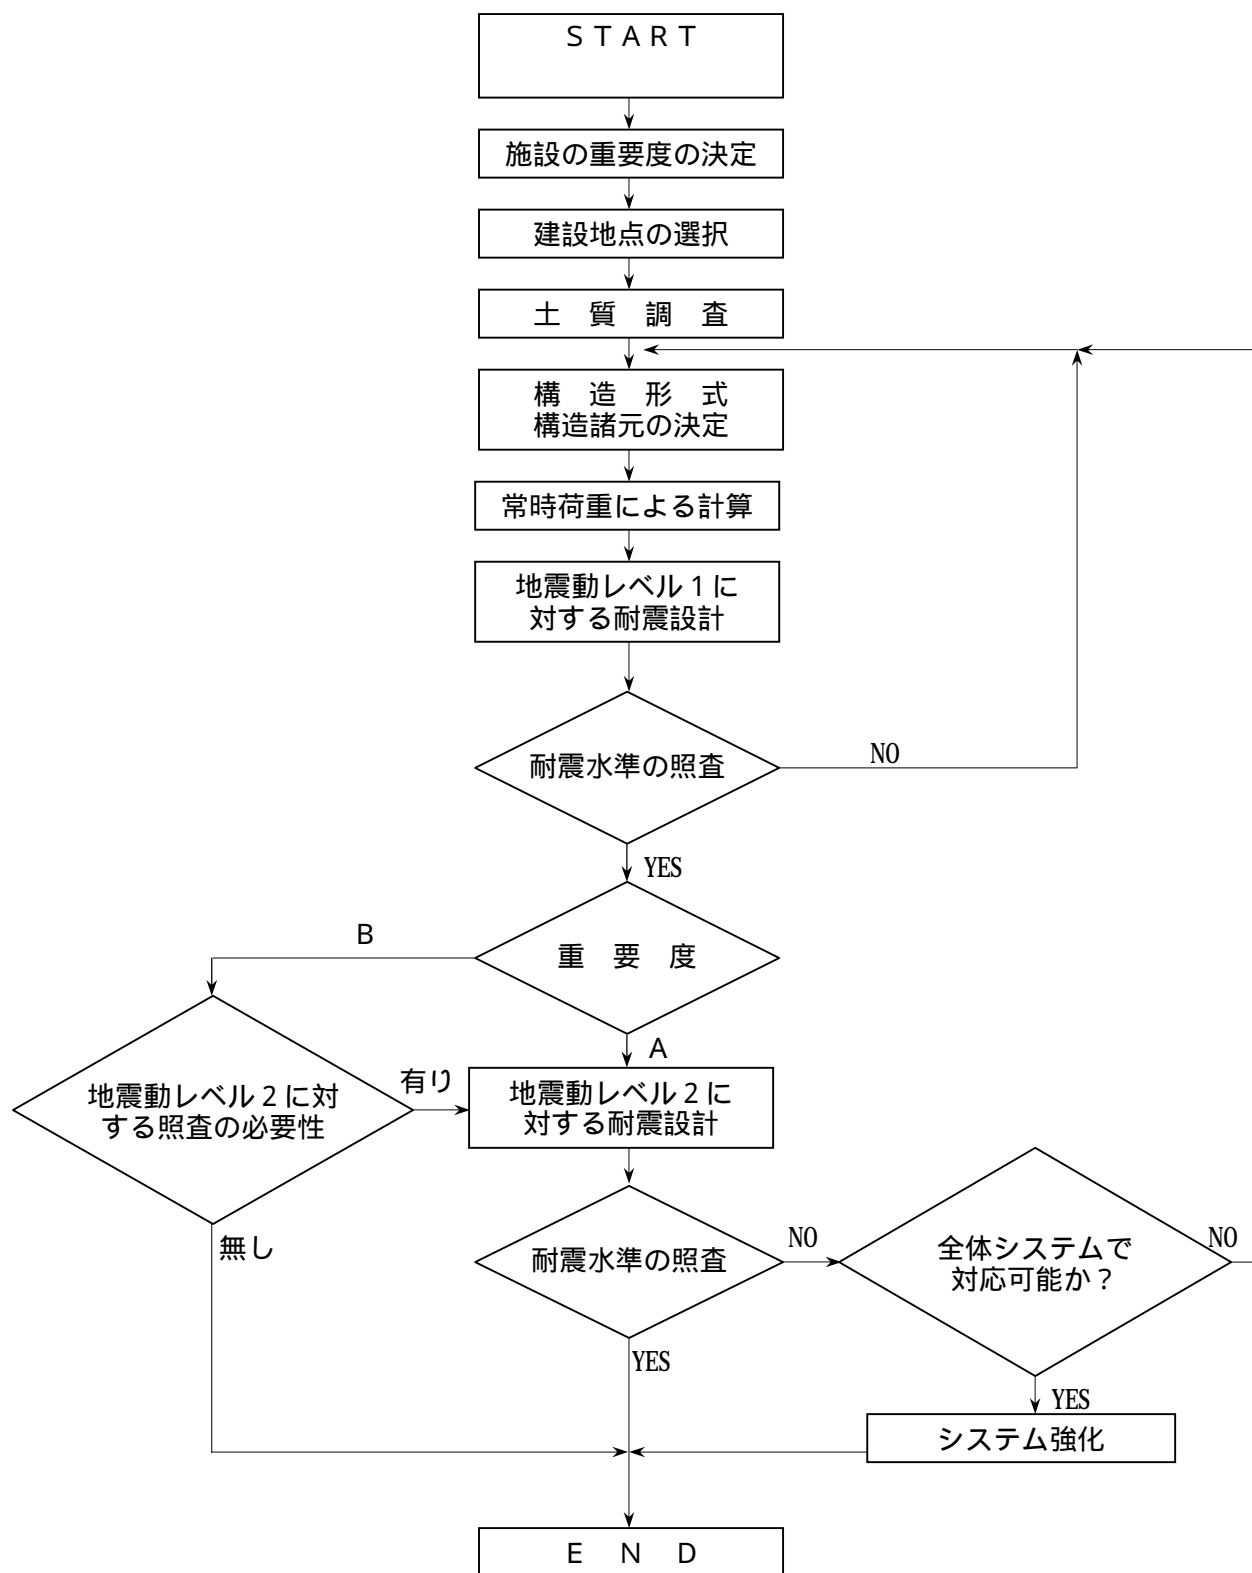 ＳＴＡＲＴ
施設の重要度の決定
建設地点の選択
土　質　調　査
構　造　形　式
構造諸元の決定
常時荷重による計算
地震動レベル１に
対する耐震設計
耐震水準の照査
NO
YES
重　要　度
B
A
地震動レベル２に対
する照査の必要性
有り
地震動レベル２に
対する耐震設計
無し
耐震水準の照査
NO
全体システムで
対応可能か？
NO
YES
YES
システム強化
Ｅ　Ｎ　Ｄ